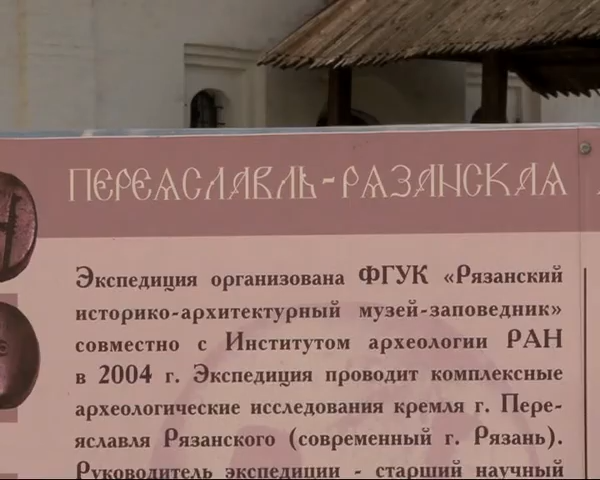 ПЕРЕЯСЛАВЛЬ-РЯЗАНСКАЯ
Экспедиция организована ФГУК «Рязанский
историко-архитектурный музей-заповедник»
совместно с Институтом археологии РАН
в 2004 г. Экспедиция проводит комплексные
археологические исследования кремля г. Пере-
яславля Рязанского (современный г. Рязань).
Руководитель экспедиции - старший научный